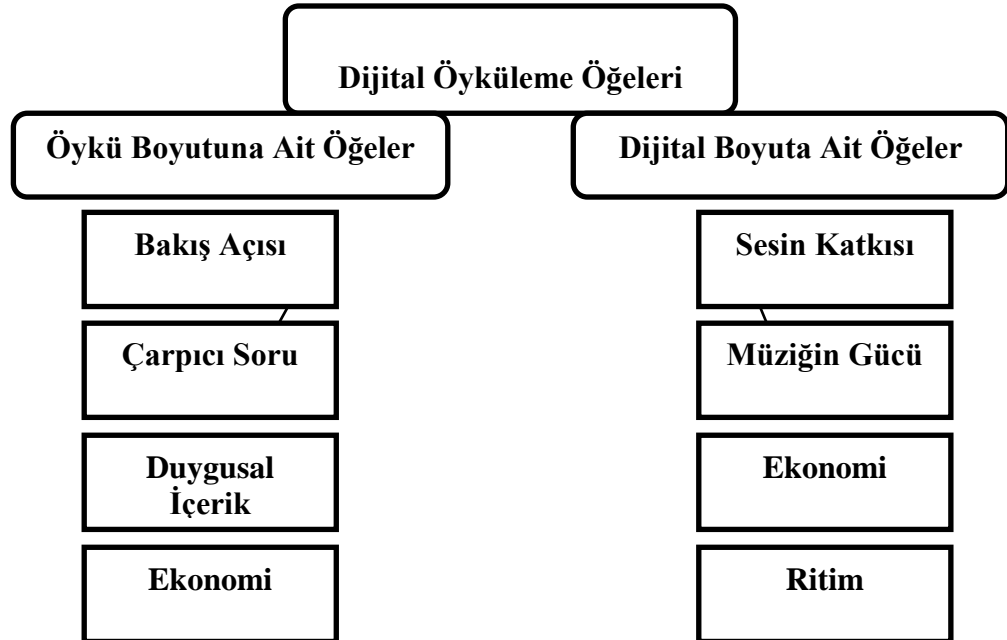 Dijital Öyküleme Öğeleri
Öykü Boyutuna Ait Öğeler
Dijital Boyuta Ait Öğeler
Bakış Açısı
Sesin Katkısı
Çarpıcı Soru
Müziğin Gücü
Duygusal
İçerik
Ekonomi
Ekonomi
Ritim